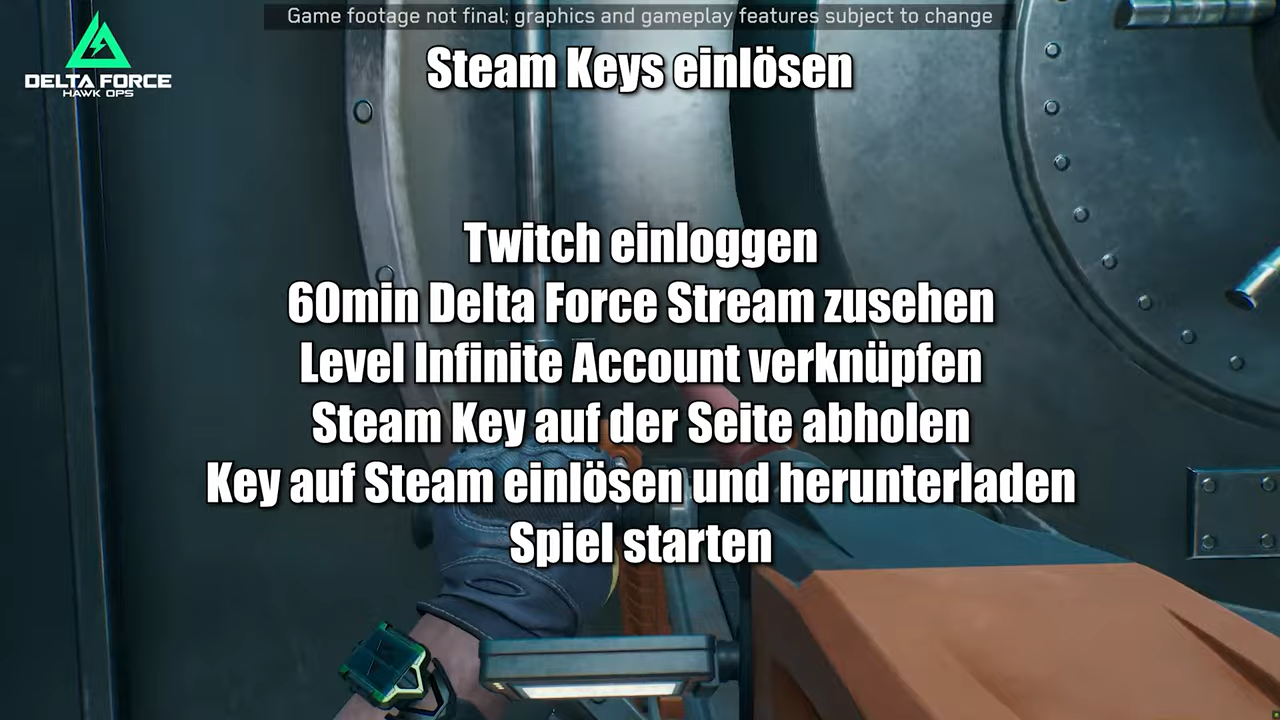 Game footage not final; graphics and gameplay features subject to change
DELTA FORCE
HAWK OPS
Steam Keys einlösen
Twitch einloggen
60min Delta Force Stream zusehen
Level Infinite Account verknüpfen
Steam Key auf der Seite abholen
Key auf Steam einlösen und herunterladen
Spiel starten